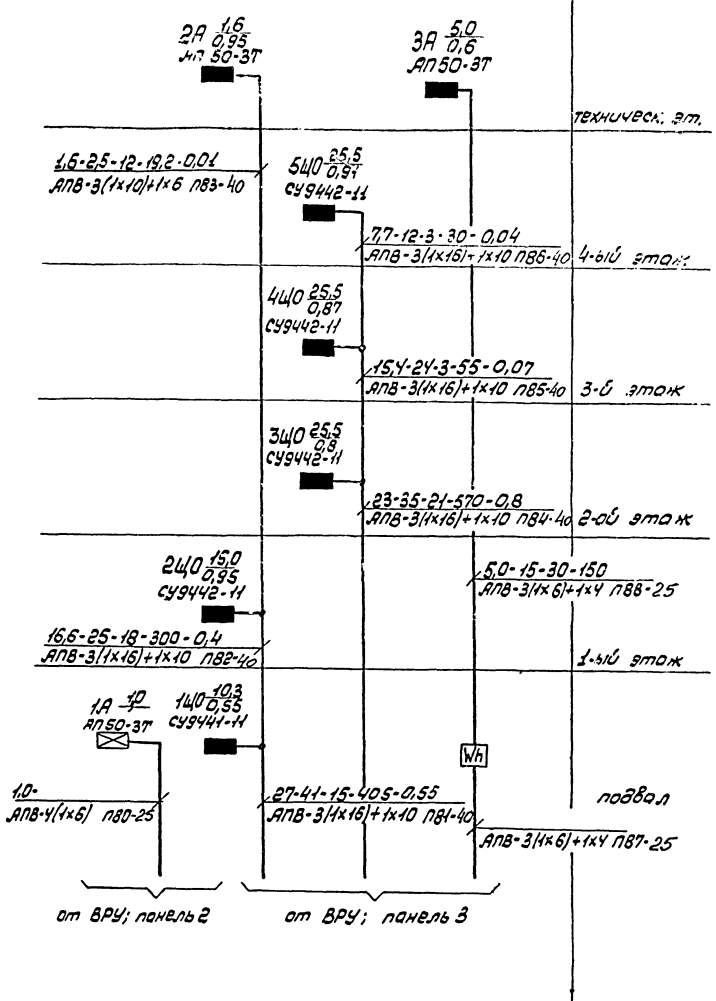 2А 1,6/0,95
АП 50-3Т
3А 5,0/0,6
АП50-3Т
техническ. эт.
1,6-2,5-12-19,2-0,01
АПВ-3(1х10)+1х6 П83-40
5ЩО 25,5/0,91
СУ9442-11
7,7-12-3-30-0,04
АПВ-3(1х16)+1х10 П86-40
4-ый этаж
4ЩО 25,5/0,87
СУ9442-11
15,4-24-3-55-0,07
АПВ-3(1х16)+1х10 П85-40
3-й этаж
3ЩО 25,5/0,8
СУ9442-11
23-35-21-570-0,8
АПВ-3(1х16)+1х10 П84-40
2-ой этаж
2ЩО 15,0/0,95
СУ9442-11
5,0-15-30-150
АПВ-3(1х6)+1х4 П88-25
16,6-25-18-300-0,4
АПВ-3(1х16)+1х10 П82-40
1-ый этаж
1А 1,0
АП50-3Т
1ЩО 10,3/0,55
СУ9441-11
Wh
1,0-
АПВ-4(1х6) П80-25
27-41-15-405-0,55
АПВ-3(1х16)+1х10 П81-40
подвал
АПВ-3(1х6)+1х4 П87-25
от ВРУ; панель 2
от ВРУ; панель 3